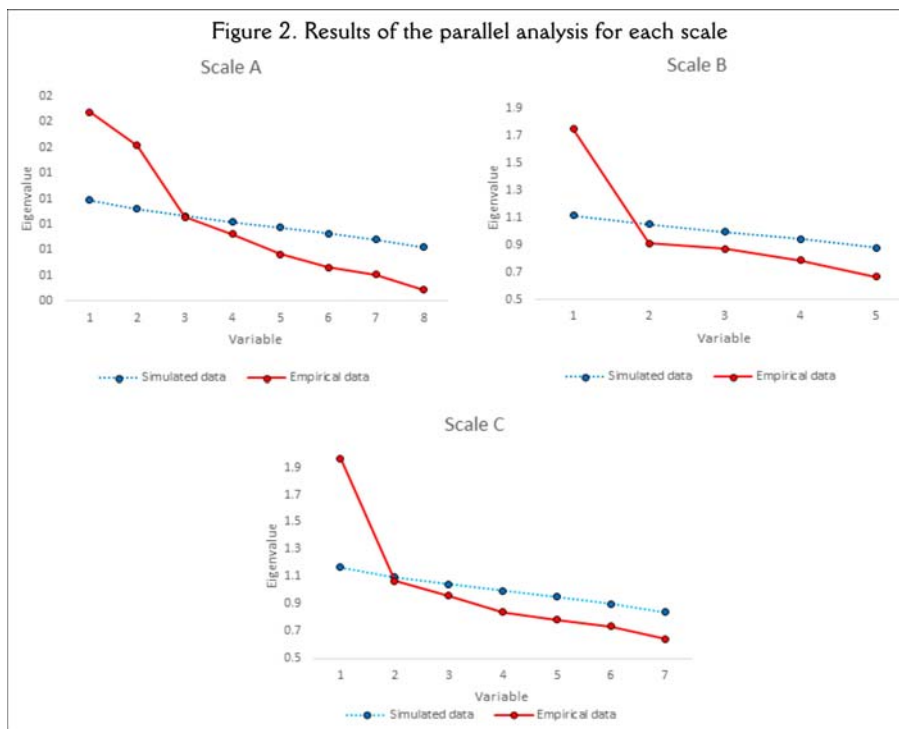 Figure 2. Results of the parallel analysis for each scale
Scale A
02
02
02
01
01
01
01
01
00
Eigenvalue
1 2 3 4 5 6 7 8
Variable
Simulated data Empirical data
Scale B
1.9
1.7
1.5
1.3
1.1
0.9
0.7
0.5
Eigenvalue
1 2 3 4 5
Variable
Simulated data Empirical data
Scale C
1.9
1.7
1.5
1.3
1.1
0.9
0.7
0.5
Eigenvalue
1 2 3 4 5 6 7
Variable
Simulated data Empirical data